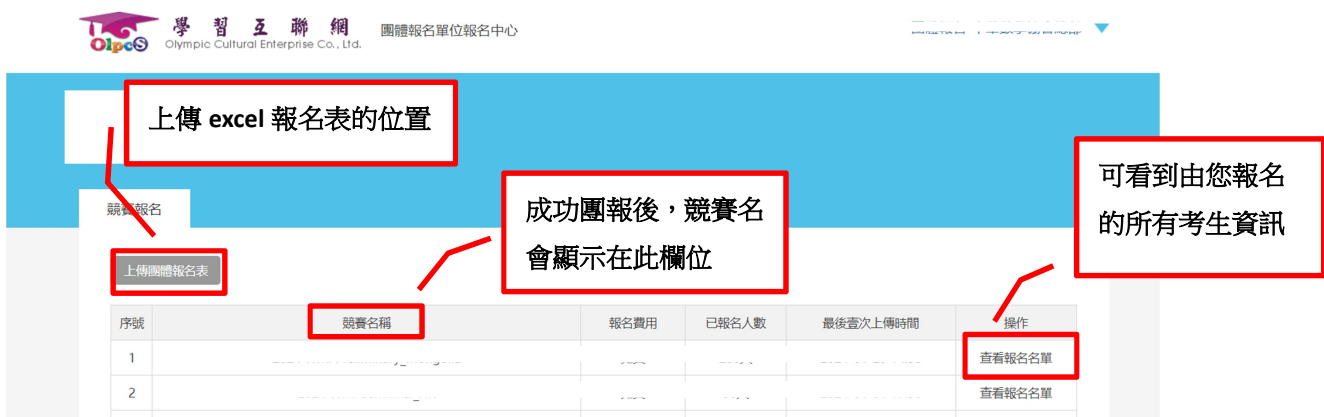 學習互聯網
OlpcS
Olympic Cultural Enterprise Co., Ltd.
團體報名單位報名中心
上傳 excel 報名表的位置
可看到由您報名
的所有考生資訊
成功團報後，競賽名
會顯示在此欄位
競賽報名
上傳團體報名表
序號 競賽名稱 報名費用 已報名人數 最後壹次上傳時間 操作
1 查看報名名單
2 查看報名名單